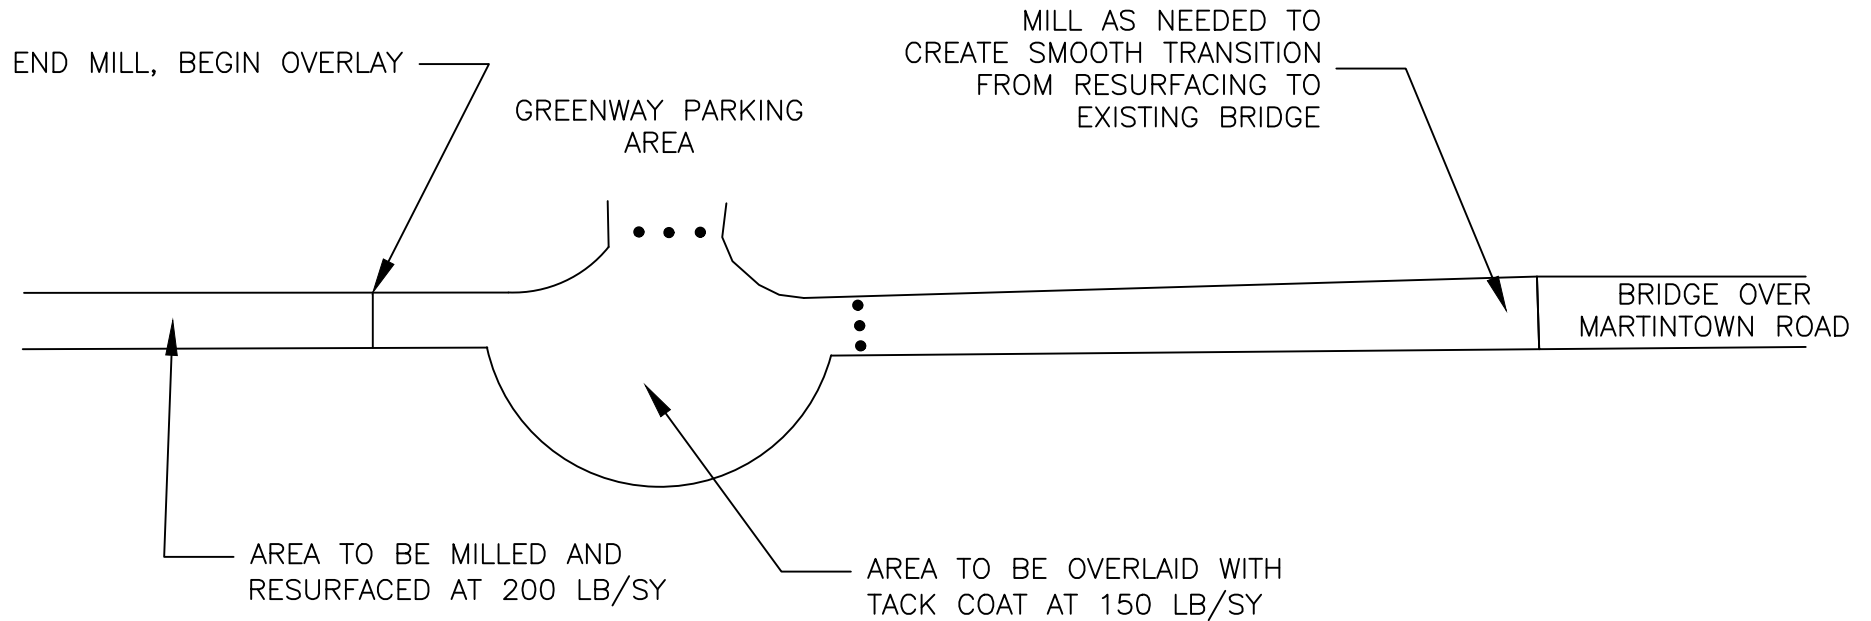 END MILL, BEGIN OVERLAY
MILL AS NEEDED TO
CREATE SMOOTH TRANSITION
FROM RESURFACING TO
EXISTING BRIDGE
GREENWAY PARKING
AREA
BRIDGE OVER
MARTINTOWN ROAD
AREA TO BE MILLED AND
RESURFACED AT 200 LB/SY
AREA TO BE OVERLAID WITH
TACK COAT AT 150 LB/SY